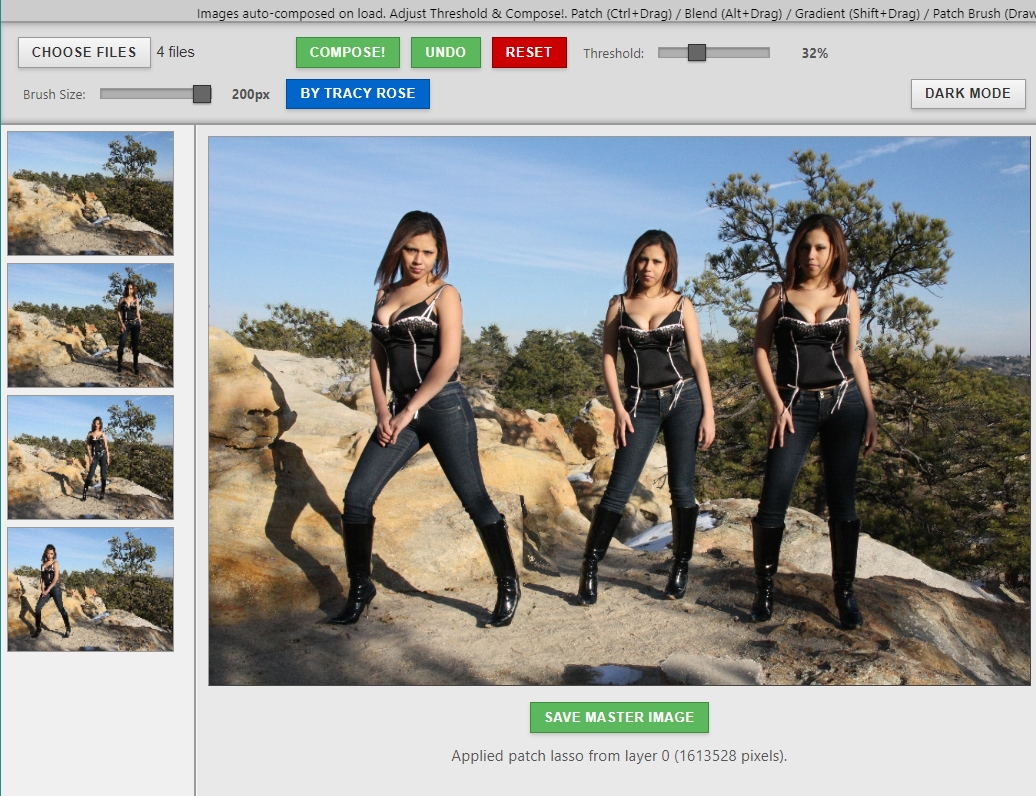 Images auto-composed on load. Adjust Threshold & Compose!. Patch (Ctrl+Drag) / Blend (Alt+Drag) / Gradient (Shift+Drag) / Patch Brush (Draw
CHOOSE FILES 4 files COMPOSE! UNDO RESET Threshold: 32%
Brush Size: 200px BY TRACY ROSE DARK MODE
SAVE MASTER IMAGE
Applied patch lasso from layer 0 (1613528 pixels).